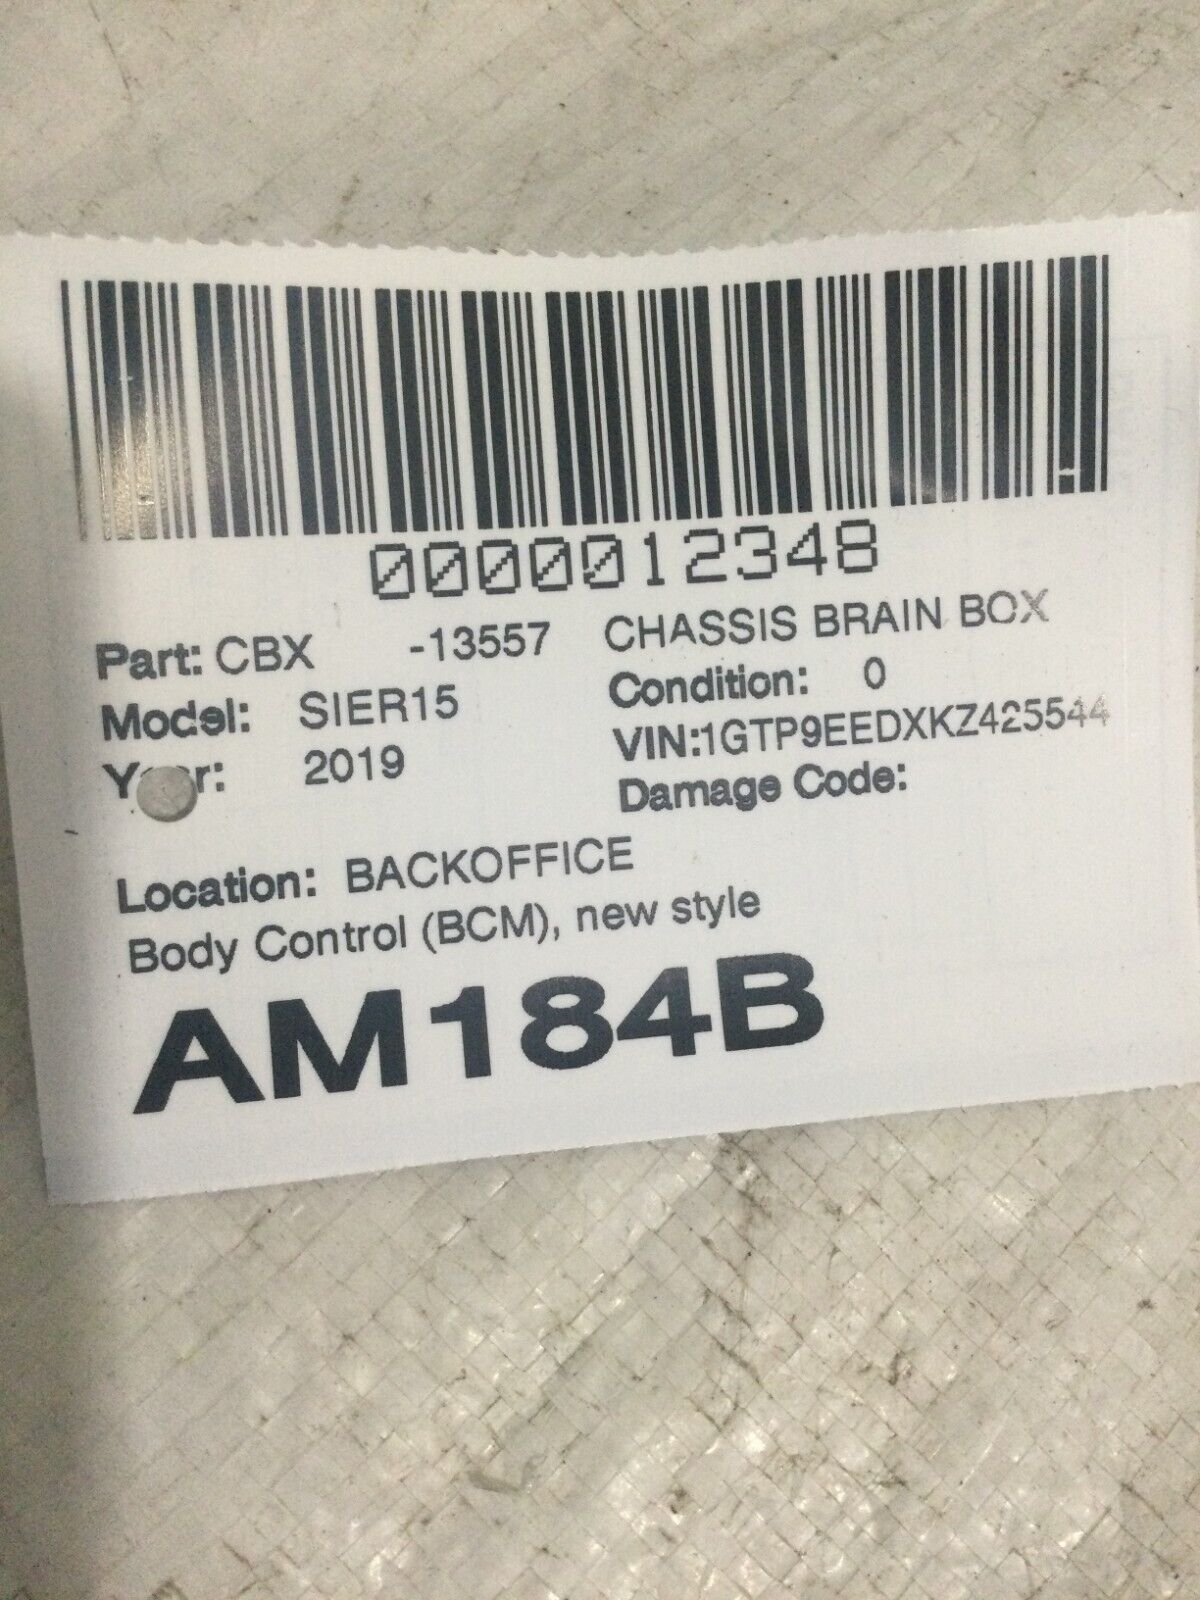 0000012348
Part: CBX -13557 CHASSIS BRAIN BOX
Model: SIER15 Condition: 0
2019 VIN:1GTP9EEDXKZ425544
Damage Code:
Location: BACKOFFICE
Body Control (BCM), new style
AM184B